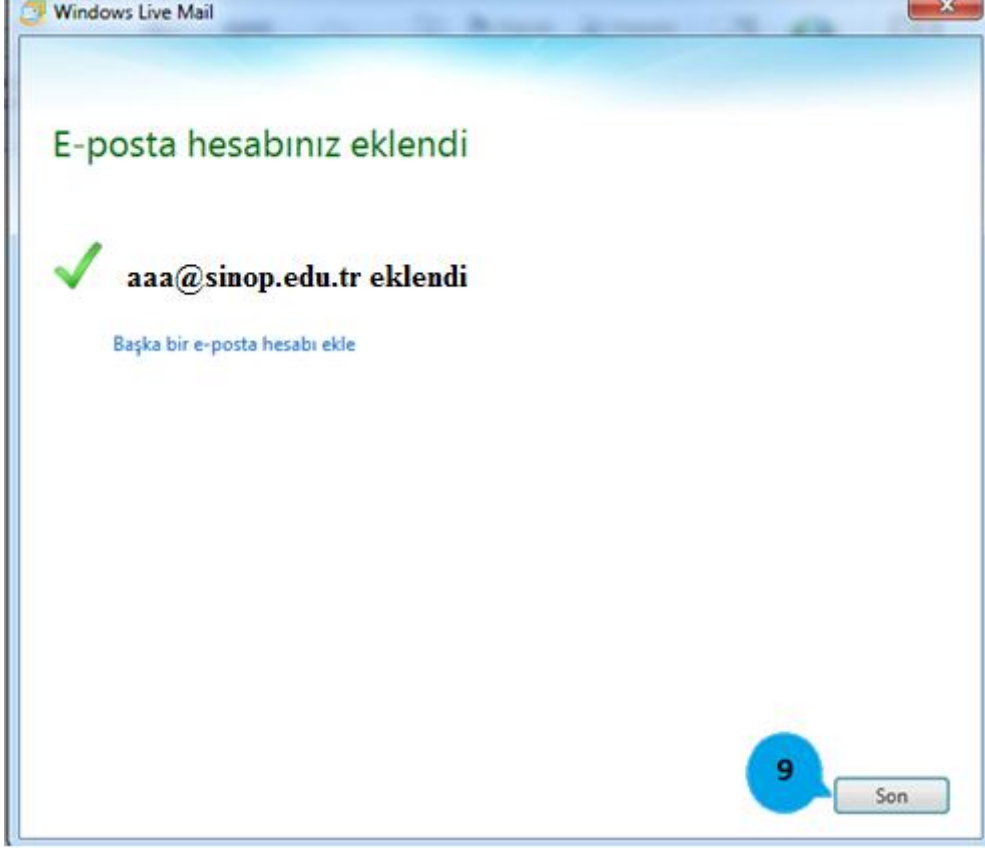 Windows Live Mail
E-posta hesabınız eklendi
aaa@sinop.edu.tr eklendi
Başka bir e-posta hesabı ekle
9
Son